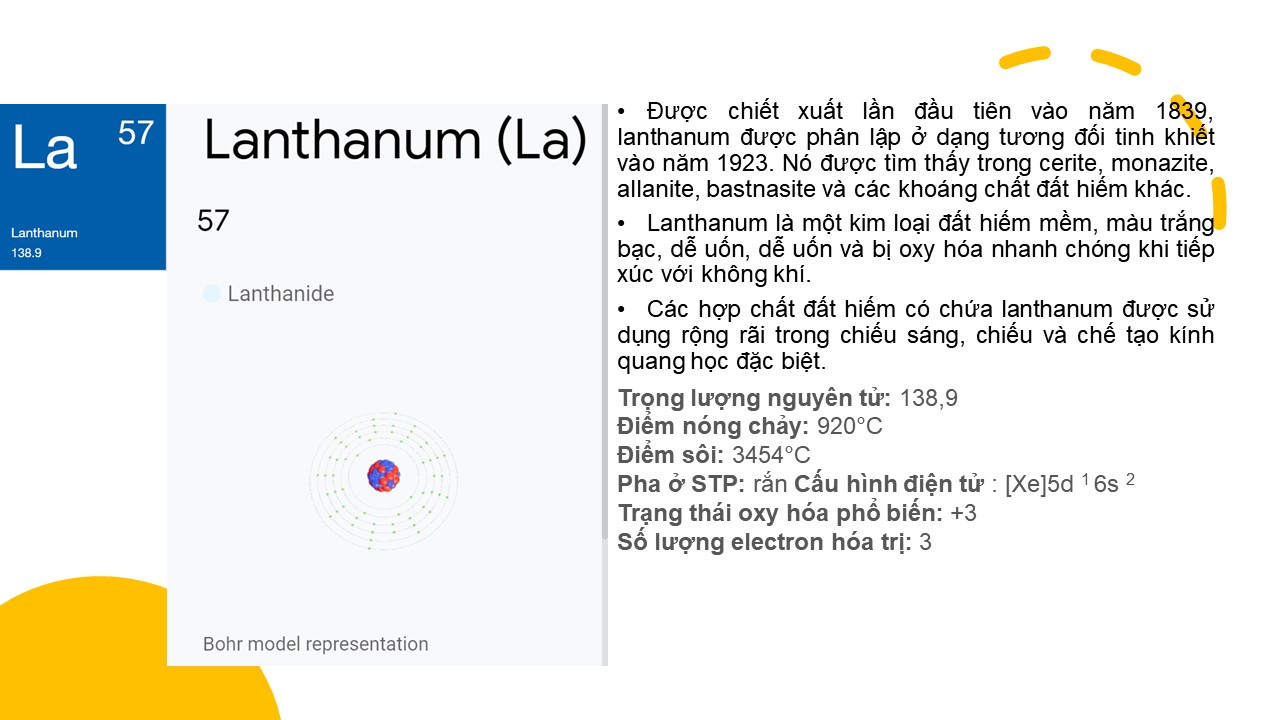 La 57
Lanthanum
138.9
Lanthanum (La)
57
Lanthanide
Bohr model representation
• Được chiết xuất lần đầu tiên vào năm 1839,
lanthanum được phân lập ở dạng tương đối tinh khiết
vào năm 1923. Nó được tìm thấy trong cerite, monazite,
allanite, bastnasite và các khoáng chất đất hiếm khác.
• Lanthanum là một kim loại đất hiếm mềm, màu trắng
bạc, dễ uốn, dễ uốn và bị oxy hóa nhanh chóng khi tiếp
xúc với không khí.
• Các hợp chất đất hiếm có chứa lanthanum được sử
dụng rộng rãi trong chiếu sáng, chiếu và chế tạo kính
quang học đặc biệt.
Trọng lượng nguyên tử: 138,9
Điểm nóng chảy: 920°C
Điểm sôi: 3454°C
Pha ở STP: rắn Cấu hình điện tử : [Xe]5d ¹ 6s ²
Trạng thái oxy hóa phổ biến: +3
Số lượng electron hóa trị: 3